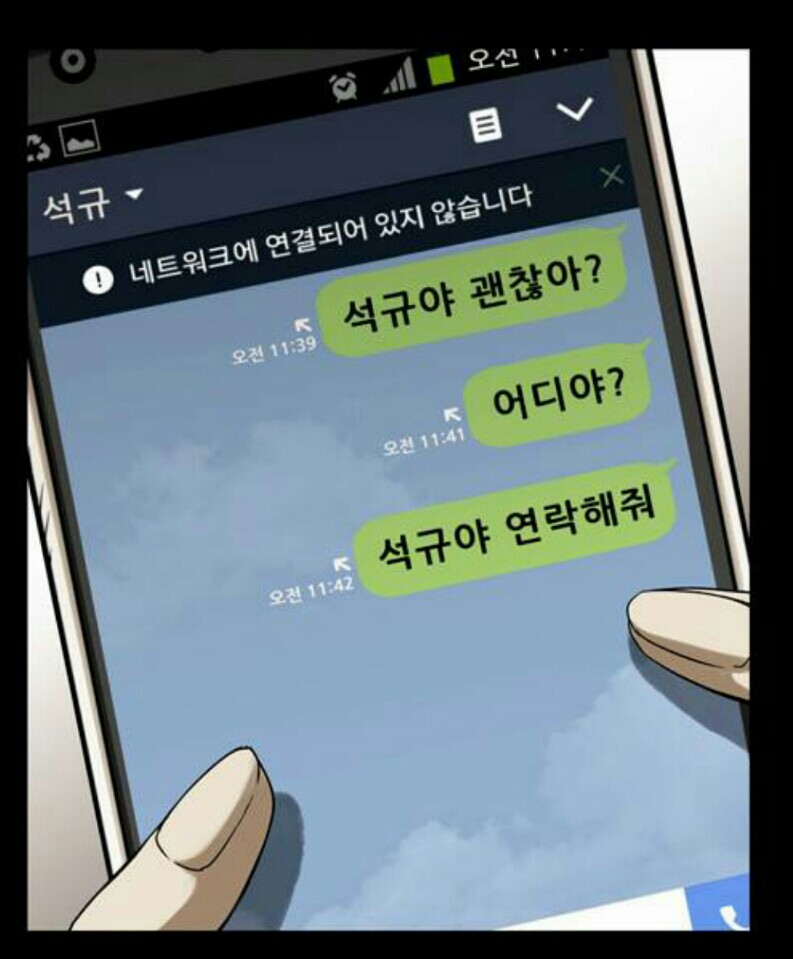 오전 11
석규
네트워크에 연결되어 있지 않습니다
석규야 괜찮아?
오전 11:39
어디야?
오전 11:41
석규야 연락해줘
오전 11:42